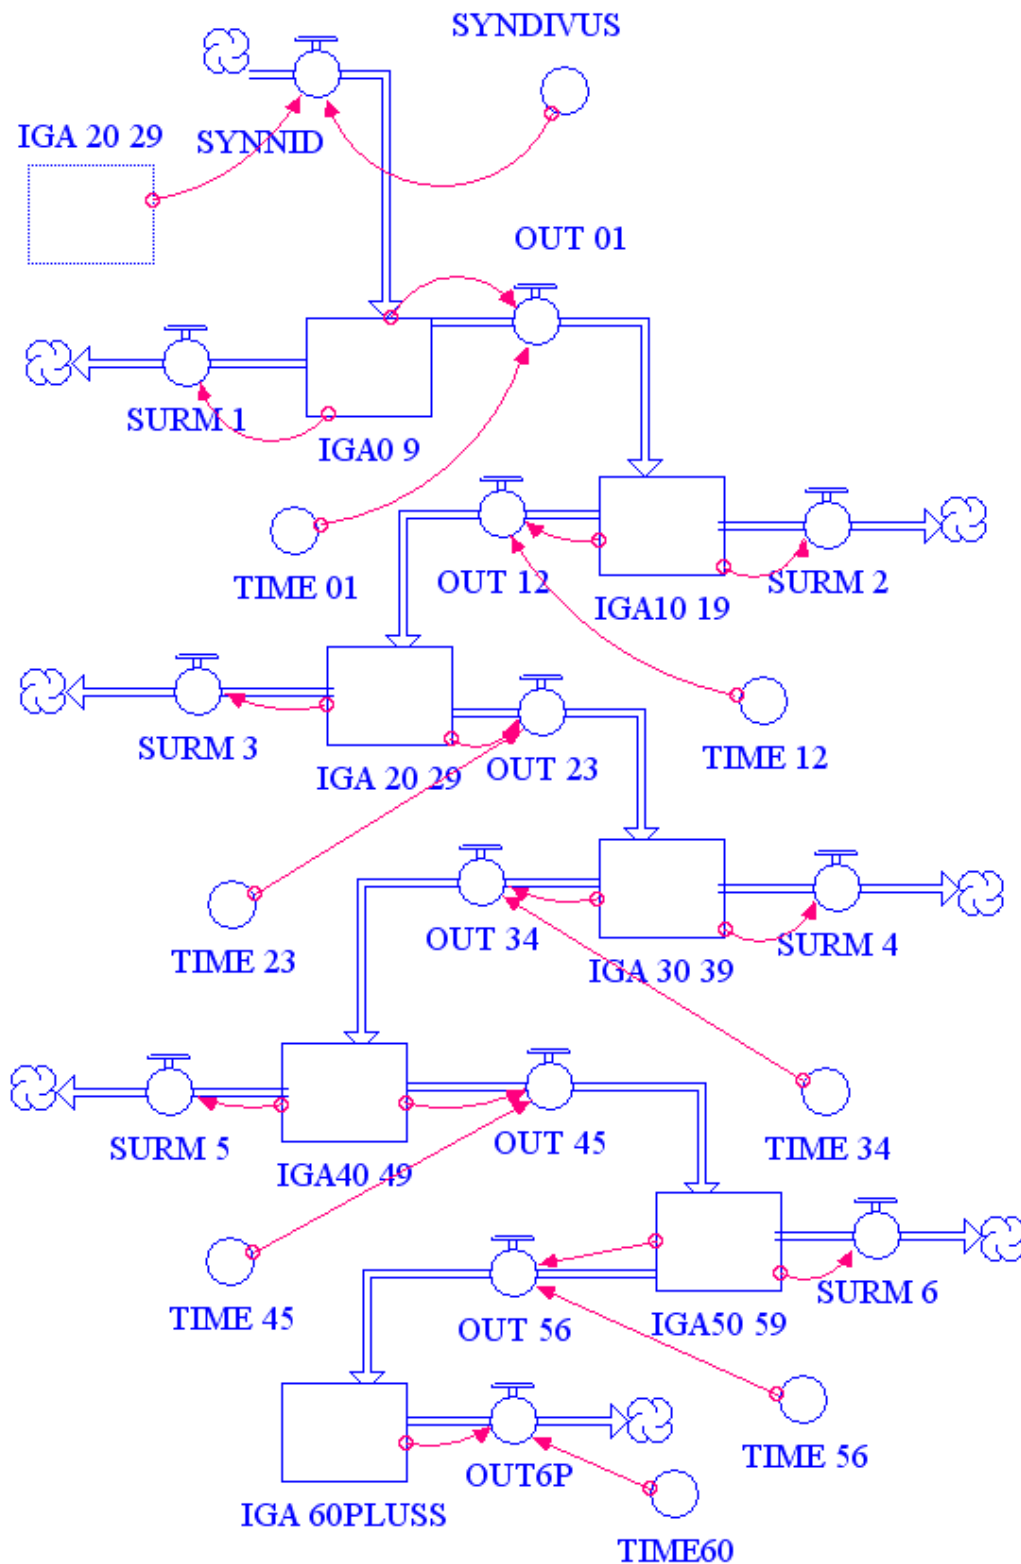 SYNDIVUS
IGA 20 29
SYNNID
OUT 01
SURM 1
IGA0 9
TIME 01
OUT 12
IGA10 19
SURM 2
SURM 3
IGA 20 29
OUT 23
TIME 12
TIME 23
OUT 34
IGA 30 39
SURM 4
SURM 5
IGA40 49
OUT 45
TIME 34
TIME 45
OUT 56
IGA50 59
SURM 6
IGA 60PLUSS
OUT6P
TIME 56
TIME60